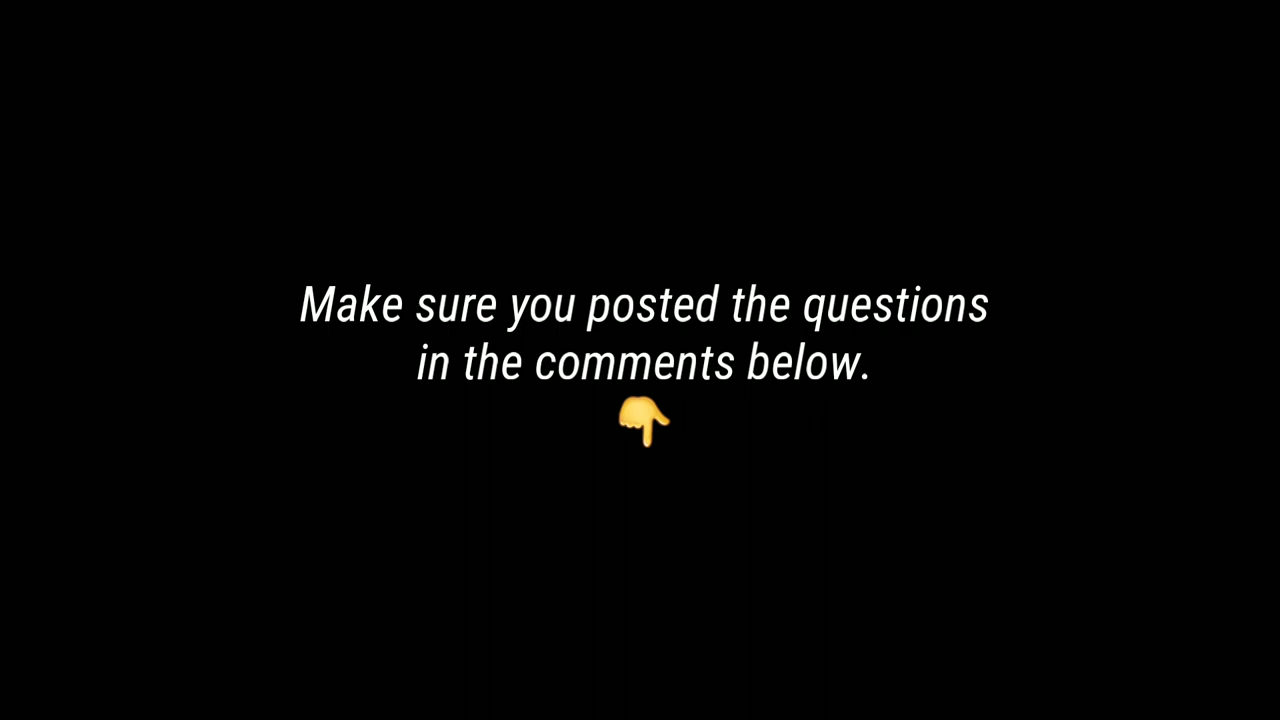 Make sure you posted the questions
in the comments below.
👇